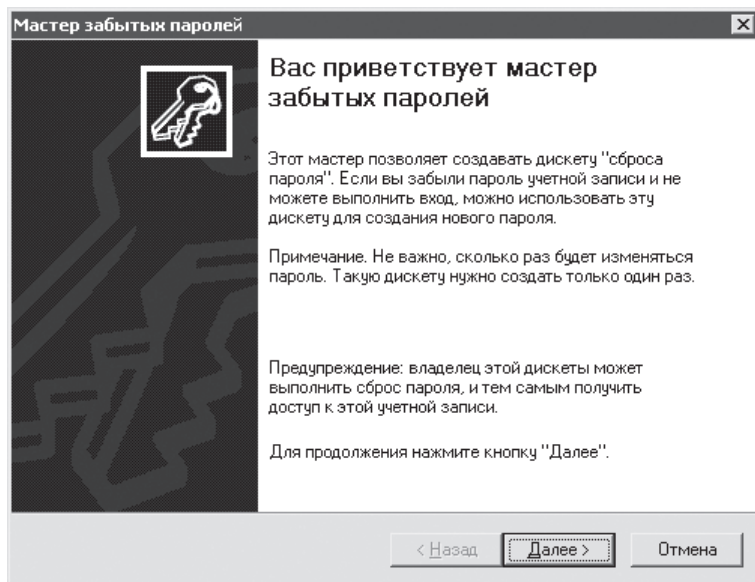 Мастер забытых паролей
Вас приветствует мастер
забытых паролей
Этот мастер позволяет создавать дискету "сброса
пароля". Если вы забыли пароль учетной записи и не
можете выполнить вход, можно использовать эту
дискету для создания нового пароля.
Примечание. Не важно, сколько раз будет изменяться
пароль. Такую дискету нужно создать только один раз.
Предупреждение: владелец этой дискеты может
выполнить сброс пароля, и тем самым получить
доступ к этой учетной записи.
Для продолжения нажмите кнопку "Далее".
< Назад Далее > Отмена